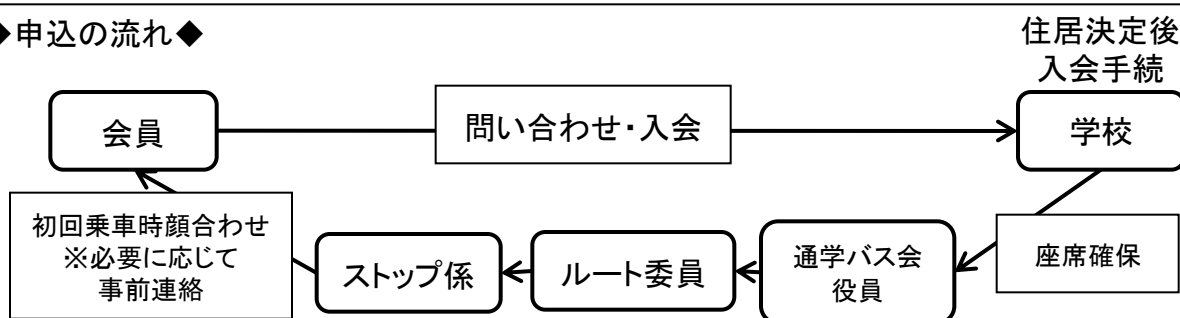 ◆申込の流れ◆
住居決定後
入会手続
会員
問い合わせ・入会
学校
初回乗車時顔合わせ
※必要に応じて
事前連絡
ストップ係
ルート委員
通学バス会
役員
座席確保